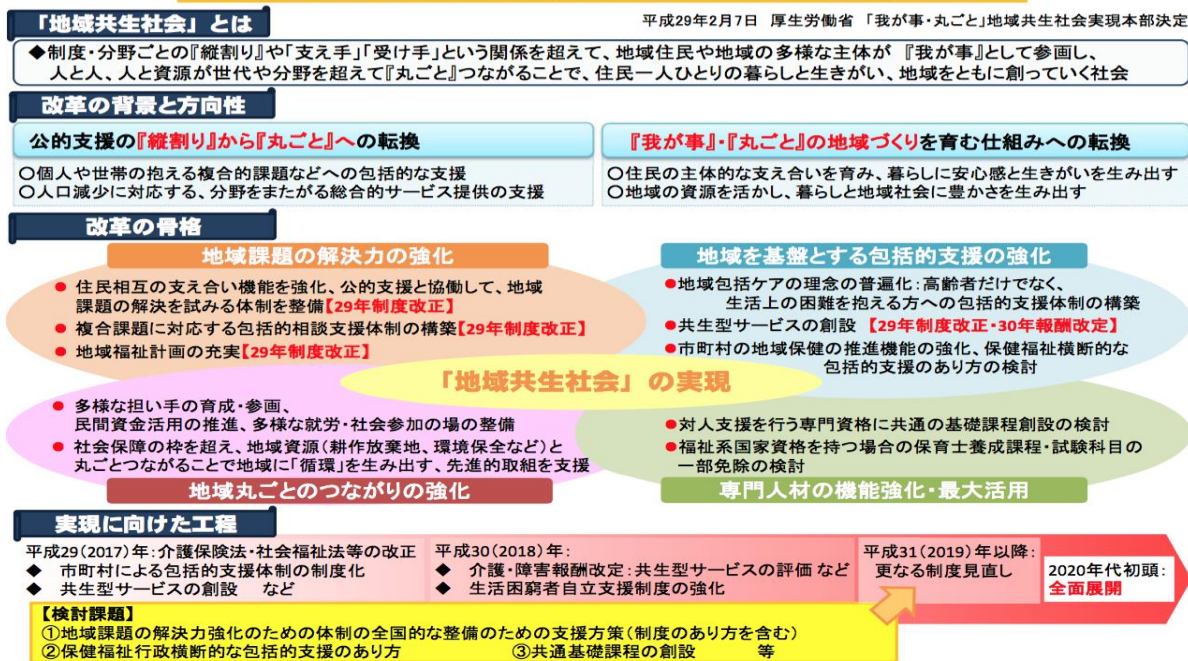 「地域共生社会」とは
平成29年2月7日 厚生労働省 「我が事・丸ごと」地域共生社会実現本部決定
◆制度・分野ごとの『縦割り』や「支え手」「受け手」という関係を超えて、地域住民や地域の多様な主体が 『我が事』として参画し、
人と人、人と資源が世代や分野を超えて『丸ごと』つながることで、住民一人ひとりの暮らしと生きがい、地域をともに創っていく社会
改革の背景と方向性
公的支援の『縦割り』から『丸ごと』への転換
○個人や世帯の抱える複合的課題などへの包括的な支援
○人口減少に対応する、分野をまたがる総合的サービス提供の支援
『我が事』・『丸ごと』の地域づくりを育む仕組みへの転換
○住民の主体的な支え合いを育み、暮らしに安心感と生きがいを生み出す
○地域の資源を活かし、暮らしと地域社会に豊かさを生み出す
改革の骨格
地域課題の解決力の強化
● 住民相互の支え合い機能を強化、公的支援と協働して、地域
課題の解決を試みる体制を整備【29年制度改正】
● 複合課題に対応する包括的相談支援体制の構築【29年制度改正】
● 地域福祉計画の充実【29年制度改正】
地域を基盤とする包括的支援の強化
●地域包括ケアの理念の普遍化：高齢者だけでなく、
生活上の困難を抱える方への包括的支援体制の構築
●共生型サービスの創設 【29年制度改正・30年報酬改定】
●市町村の地域保健の推進機能の強化、保健福祉横断的な
包括的支援のあり方の検討
「地域共生社会」の実現
● 多様な担い手の育成・参画、
民間資金活用の推進、多様な就労・社会参加の場の整備
● 社会保障の枠を超え、地域資源（耕作放棄地、環境保全など）と
丸ごとつながることで地域に「循環」を生み出す、先進的取組を支援
地域丸ごとのつながりの強化
●対人支援を行う専門資格に共通の基礎課程創設の検討
●福祉系国家資格を持つ場合の保育士養成課程・試験科目の
一部免除の検討
専門人材の機能強化・最大活用
実現に向けた工程
平成29（2017）年：介護保険法・社会福祉法等の改正
◆ 市町村による包括的支援体制の制度化
◆ 共生型サービスの創設 など
平成30（2018）年：
◆ 介護・障害報酬改定：共生型サービスの評価 など
◆ 生活困窮者自立支援制度の強化
平成31（2019）年以降：
更なる制度見直し
2020年代初頭：
全面展開
【検討課題】
①地域課題の解決力強化のための体制の全国的な整備のための支援方策（制度のあり方を含む）
②保健福祉行政横断的な包括的支援のあり方 ③共通基礎課程の創設 等